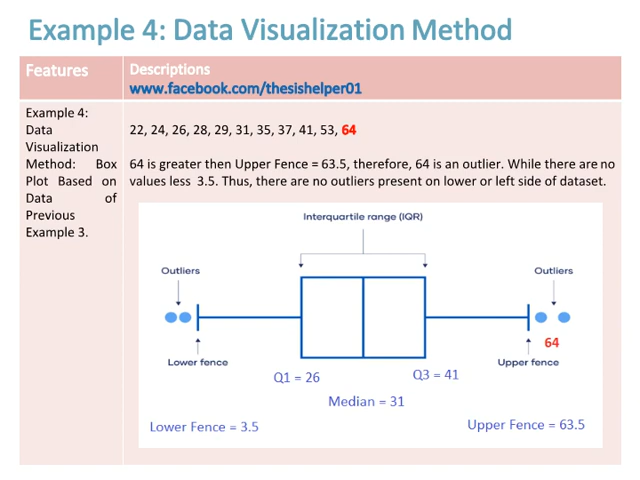 Example 4: Data Visualization Method
Features
Descriptions
www.facebook.com/thesishelper01
Example 4:
Data
Visualization
Method: Box
Plot Based on
Data of
Previous
Example 3.
22, 24, 26, 28, 29, 31, 35, 37, 41, 53, 64
64 is greater then Upper Fence = 63.5, therefore, 64 is an outlier. While there are no
values less 3.5. Thus, there are no outliers present on lower or left side of dataset.
Interquartile range (IQR)
Outliers
Outliers
64
Lower fence
Upper fence
Q1 = 26
Q3 = 41
Median = 31
Lower Fence = 3.5
Upper Fence = 63.5